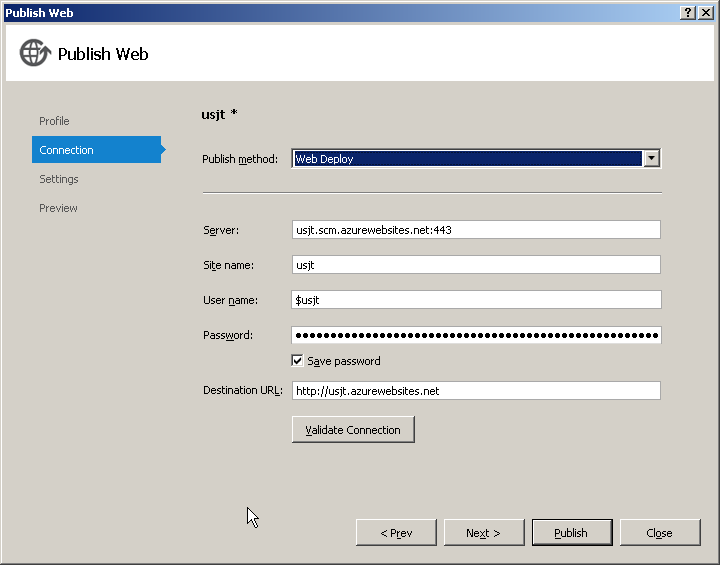 Publish Web
Publish Web
usjt *
Profile
Connection
Settings
Preview
Publish method: Web Deploy
Server: usjt.scm.azurewebsites.net:443
Site name: usjt
User name: $usjt
Password: ●●●●●●●●●●●●●●●●●●●●●●●●●●●●●●●●●●●●●●●●●●●●●●●●●●●●
Save password
Destination URL: http://usjt.azurewebsites.net
Validate Connection
< Prev Next > Publish Close